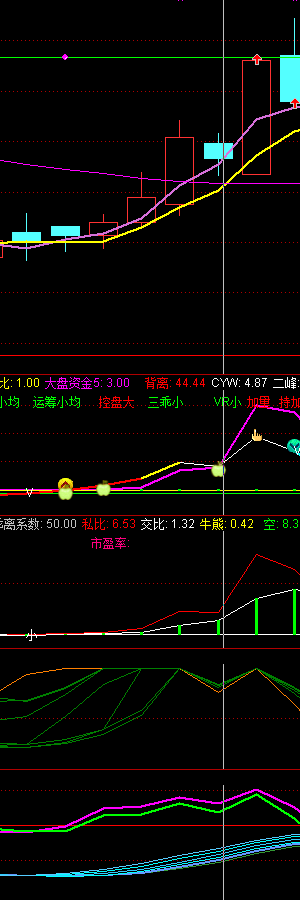 比: 1.00 大盘资金5: 3.00 背离: 44.44 CYW: 4.87 二峰:
小均 运筹小均 控盘大 三乖小 VR小 加黑 持加
乖离系数: 50.00 私比: 6.53 交比: 1.32 牛熊: 0.42 空: 8.3
市盈率:
小